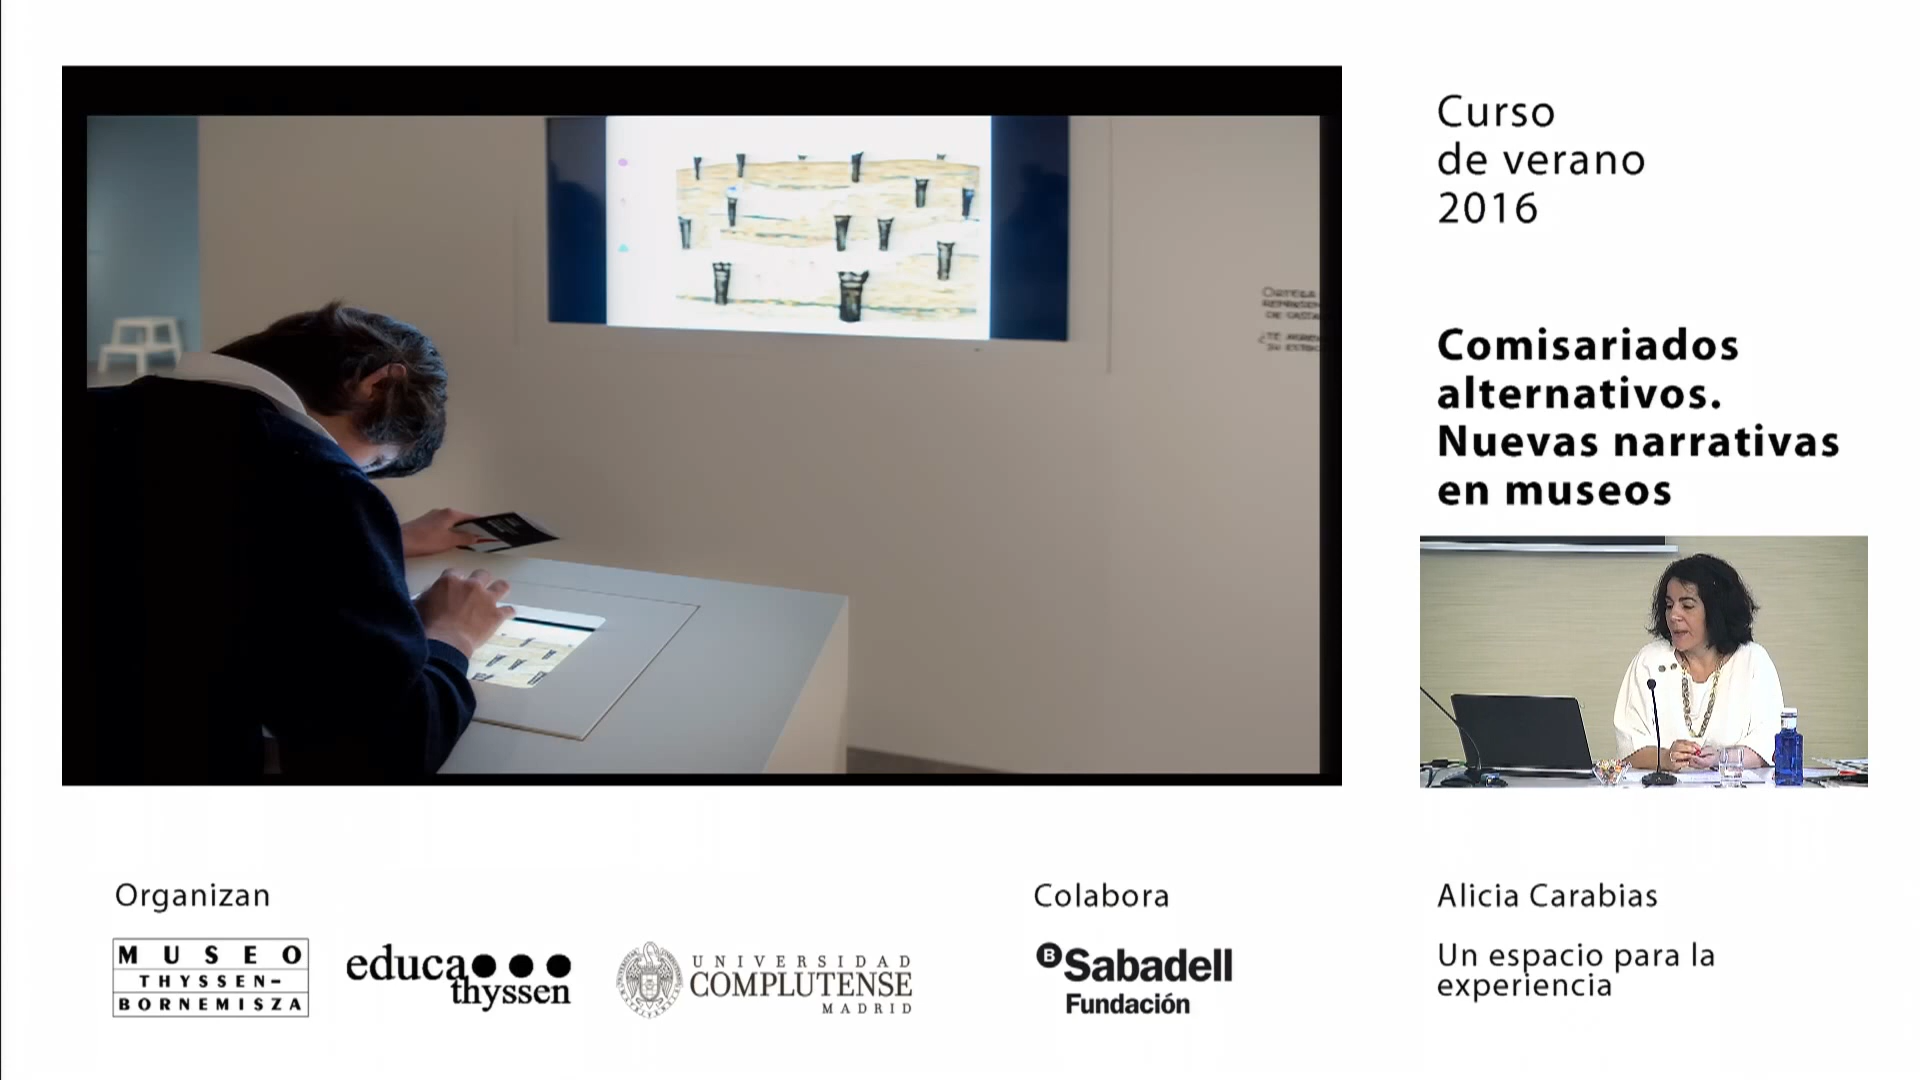 Curso
de verano
2016
Comisariados
alternativos.
Nuevas narrativas
en museos
Organizan
MUSEO
THYSSEN-
BORNEMISZA
educa
thyssen
UNIVERSIDAD
COMPLUTENSE
MADRID
Colabora
B Sabadell
Fundación
Alicia Carabias
Un espacio para la
experiencia